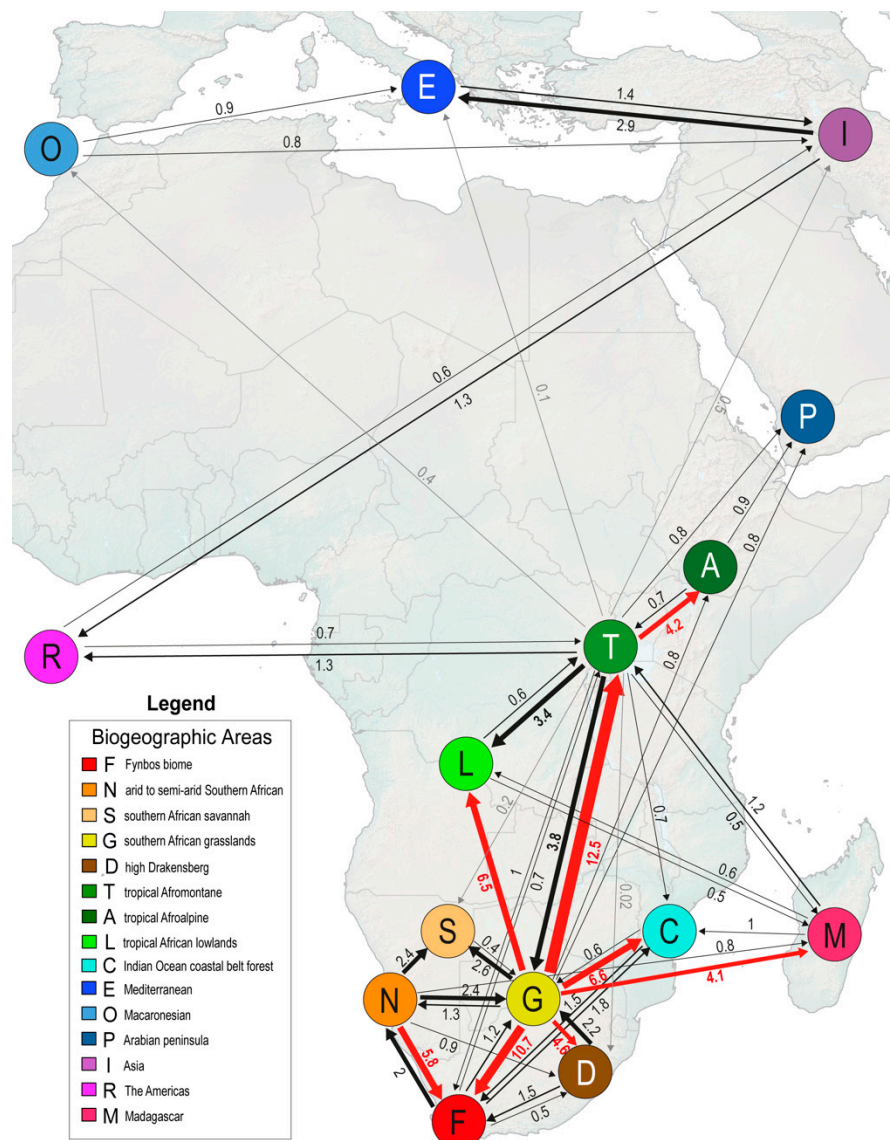 E
1.4
0.9
2.9
O
0.8
I
0.6
1.3
0.1
0.5
P
0.4
0.8
0.9
0.8
A
0.7
4.2
0.7
T
R
1.3
0.8
0.6
3.4
L
1.2
0.5
0.2
0.7
3.8
12.5
0.6
0.5
6.5
1
0.7
0.02
S
0.4
2.6
0.6
C
1
M
2.4
0.8
6.6
4.1
N
2.4
G
1.3
1.5
1.8
5.8
1.2
10.7
2.2
4.6
0.9
D
2
1.5
0.5
F
Legend
Biogeographic Areas
F Fynbos biome
N arid to semi-arid Southern African
S southern African savannah
G southern African grasslands
D high Drakensberg
T tropical Afromontane
A tropical Afroalpine
L tropical African lowlands
C Indian Ocean coastal belt forest
E Mediterranean
O Macaronesian
P Arabian peninsula
I Asia
R The Americas
M Madagascar